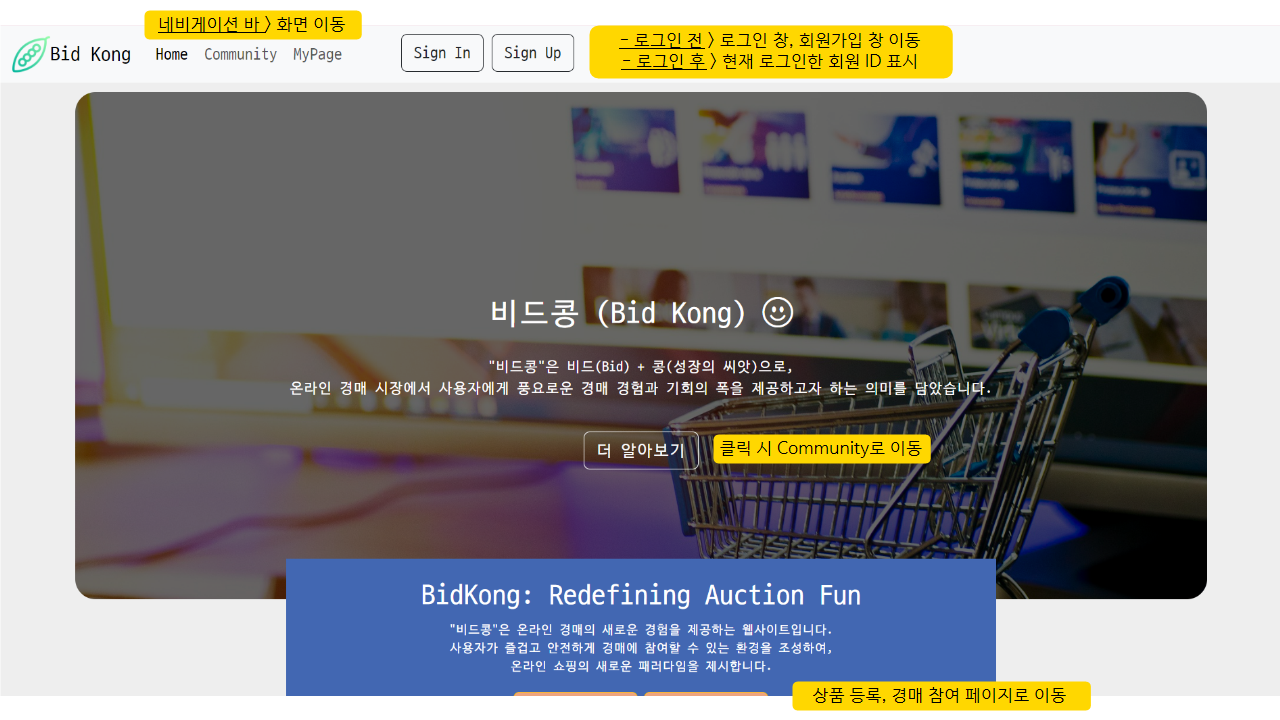 네비게이션 바 > 화면 이동
Bid Kong
Home Community MyPage
Sign In
Sign Up
- 로그인 전 > 로그인 창, 회원가입 창 이동
- 로그인 후 > 현재 로그인한 회원 ID 표시
비드콩 (Bid Kong)
"비드콩"은 비드(Bid) + 콩(성장의 씨앗)으로,
온라인 경매 시장에서 사용자에게 풍요로운 경매 경험과 기회의 폭을 제공하고자 하는 의미를 담았습니다.
더 알아보기
클릭 시 Community로 이동
BidKong: Redefining Auction Fun
"비드콩"은 온라인 경매의 새로운 경험을 제공하는 웹사이트입니다.
사용자가 즐겁고 안전하게 경매에 참여할 수 있는 환경을 조성하여,
온라인 쇼핑의 새로운 패러다임을 제시합니다.
상품 등록, 경매 참여 페이지로 이동